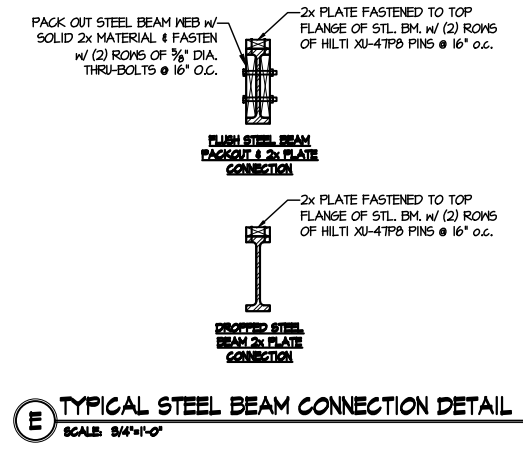 PACK OUT STEEL BEAM WEB W/
SOLID 2x MATERIAL & FASTEN
W/ (2) ROWS OF 5/8" DIA.
THRU-BOLTS @ 16" O.C.
2x PLATE FASTENED TO TOP
FLANGE OF STL. BM. W/ (2) ROWS
OF HILTI XU-47P8 PINS @ 16" o.c.
FLUSH STEEL BEAM
PACKOUT & 2x PLATE
CONNECTION
2x PLATE FASTENED TO TOP
FLANGE OF STL. BM. W/ (2) ROWS
OF HILTI XU-47P8 PINS @ 16" o.c.
DROPPED STEEL
BEAM 2x PLATE
CONNECTION
E TYPICAL STEEL BEAM CONNECTION DETAIL
SCALE: 3/4"=1'-0"